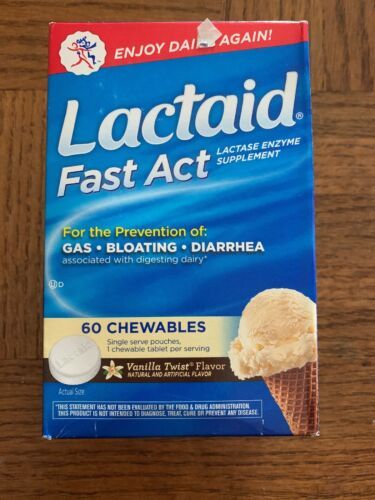 ENJOY DAIRY AGAIN!
Lactaid®
Fast Act
LACTASE ENZYME
SUPPLEMENT
For the Prevention of:
GAS • BLOATING • DIARRHEA
associated with digesting dairy*
U D
60 CHEWABLES
Single serve pouches,
1 chewable tablet per serving
Lactaid
Vanilla Twist® Flavor
NATURAL AND ARTIFICIAL FLAVOR
Actual Size
*THIS STATEMENT HAS NOT BEEN EVALUATED BY THE FOOD & DRUG ADMINISTRATION.
THIS PRODUCT IS NOT INTENDED TO DIAGNOSE, TREAT, CURE OR PREVENT ANY DISEASE.